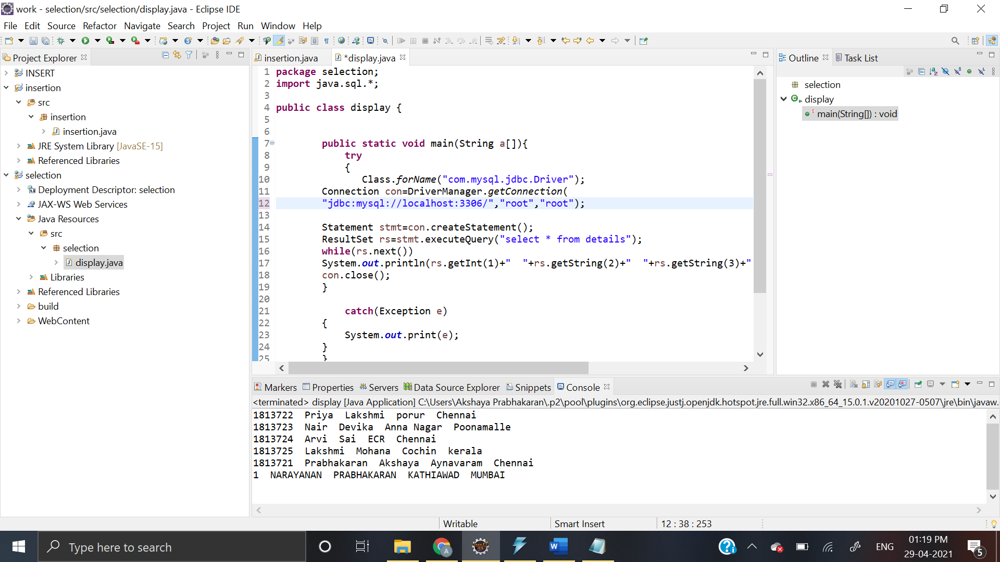 work - selection/src/selection/display.java - Eclipse IDE
File Edit Source Refactor Navigate Search Project Run Window Help
Project Explorer
INSERT
insertion
src
insertion
insertion.java
JRE System Library [JavaSE-15]
Referenced Libraries
selection
Deployment Descriptor: selection
JAX-WS Web Services
Java Resources
src
selection
display.java
Libraries
Referenced Libraries
build
WebContent
insertion.java *display.java
1 package selection;
2 import java.sql.*;
3
4 public class display {
5
6
7 public static void main(String a[]){
8 try
9 {
10 Class.forName("com.mysql.jdbc.Driver");
11 Connection con=DriverManager.getConnection(
12 "jdbc:mysql://localhost:3306/","root","root");
13
14 Statement stmt=con.createStatement();
15 ResultSet rs=stmt.executeQuery("select * from details");
16 while(rs.next())
17 System.out.println(rs.getInt(1)+"  "+rs.getString(2)+"  "+rs.getString(3)+"
18 con.close();
19 }
20
21 catch(Exception e)
22 {
23 System.out.print(e);
24 }
25 }
Outline Task List
selection
display
main(String[]) : void
Markers Properties Servers Data Source Explorer Snippets Console
<terminated> display [Java Application] C:\Users\Akshaya Prabhakaran\.p2\pool\plugins\org.eclipse.justj.openjdk.hotspot.jre.full.win32.x86_64_15.0.1.v20201027-0507\jre\bin\javaw.
1813722  Priya  Lakshmi  porur  Chennai
1813723  Nair  Devika  Anna Nagar  Poonamalle
1813724  Arvi  Sai  ECR  Chennai
1813725  Lakshmi  Mohana  Cochin  kerala
1813721  Prabhakaran  Akshaya  Aynavaram  Chennai
1  NARAYANAN  PRABHAKARAN  KATHIAWAD  MUMBAI
Writable Smart Insert 12 : 38 : 253
Type here to search
ENG
01:19 PM
29-04-2021
5